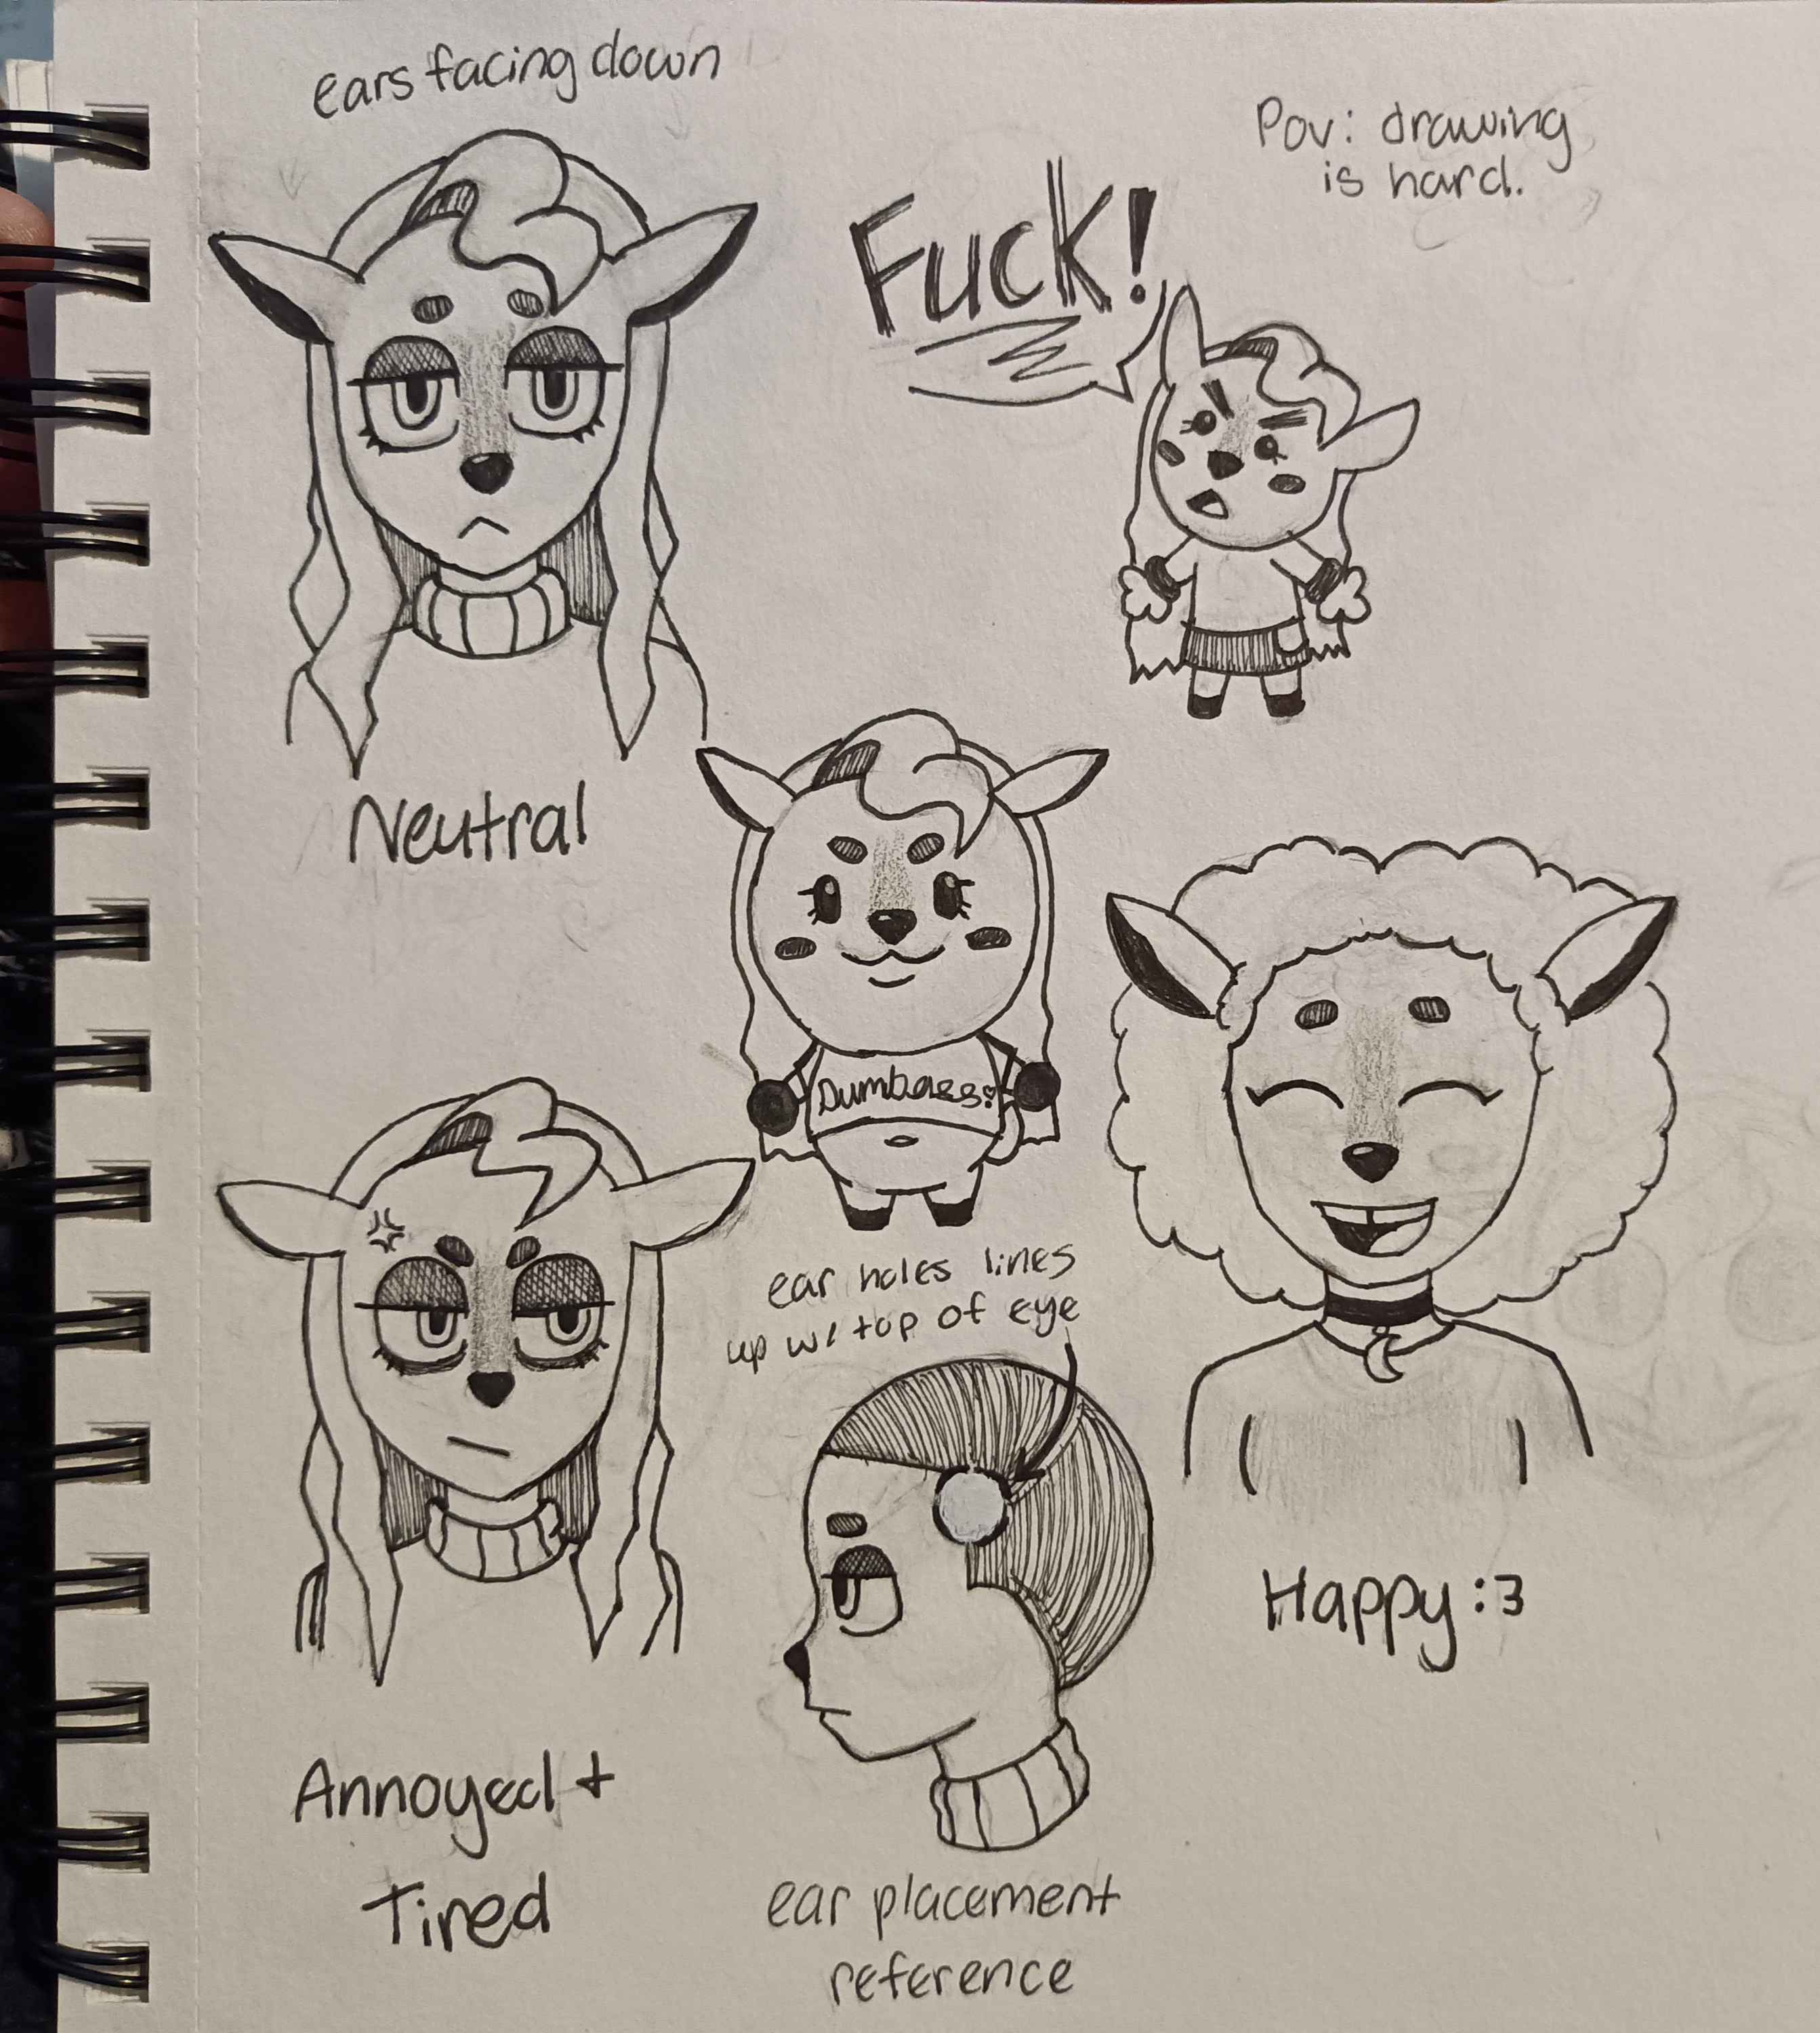 ears facing down
Pov: drawing
is hard.
Fuck!
Neutral
Dumbass
ear holes lines
up w/ top of eye
Happy :3
Annoyed +
Tired
ear placement
reference